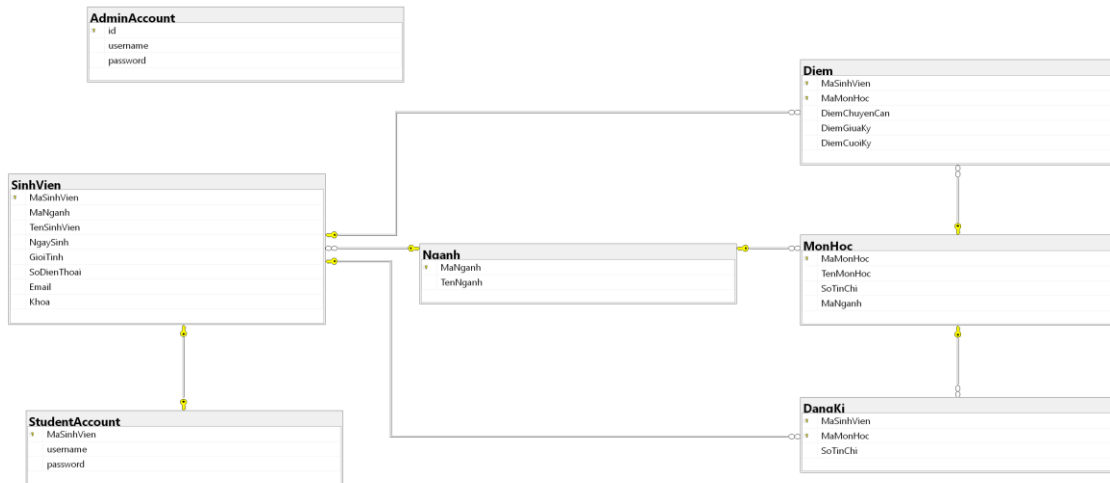 AdminAccount
id
username
password
Diem
MaSinhVien
MaMonHoc
DiemChuyenCan
DiemGiuaKy
DiemCuoiKy
SinhVien
MaSinhVien
MaNganh
TenSinhVien
NgaySinh
GioiTinh
SoDienThoai
Email
Khoa
Nganh
MaNganh
TenNganh
MonHoc
MaMonHoc
TenMonHoc
SoTinChi
MaNganh
StudentAccount
MaSinhVien
username
password
DangKi
MaSinhVien
MaMonHoc
SoTinChi